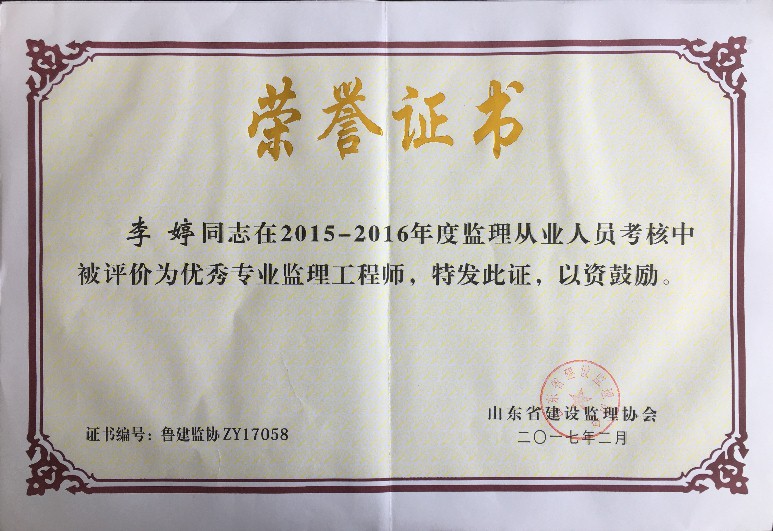 荣誉证书
李婷同志在2015-2016年度监理从业人员考核中
被评价为优秀专业监理工程师，特发此证，以资鼓励。
山东省建设监理协会
证书编号：鲁建监协ZY17058
二〇一七年二月